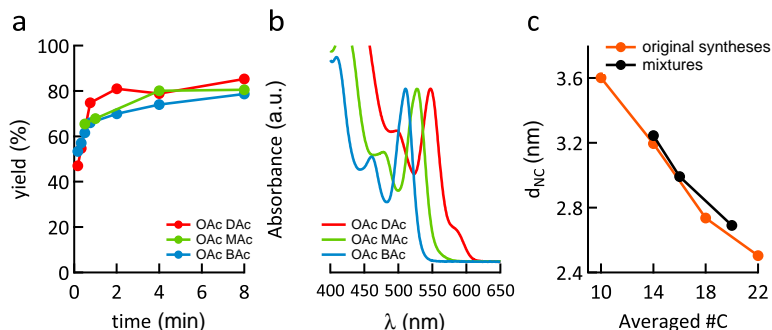 a
100
80
60
40
20
0
yield (%)
OAc DAc
OAc MAc
OAc BAc
0 2 4 6 8
time (min)
b
Absorbance (a.u.)
OAc DAc
OAc MAc
OAc BAc
400 450 500 550 600 650
λ (nm)
c
original syntheses
mixtures
3.6
3.2
2.8
2.4
d_NC (nm)
10 14 18 22
Averaged #C